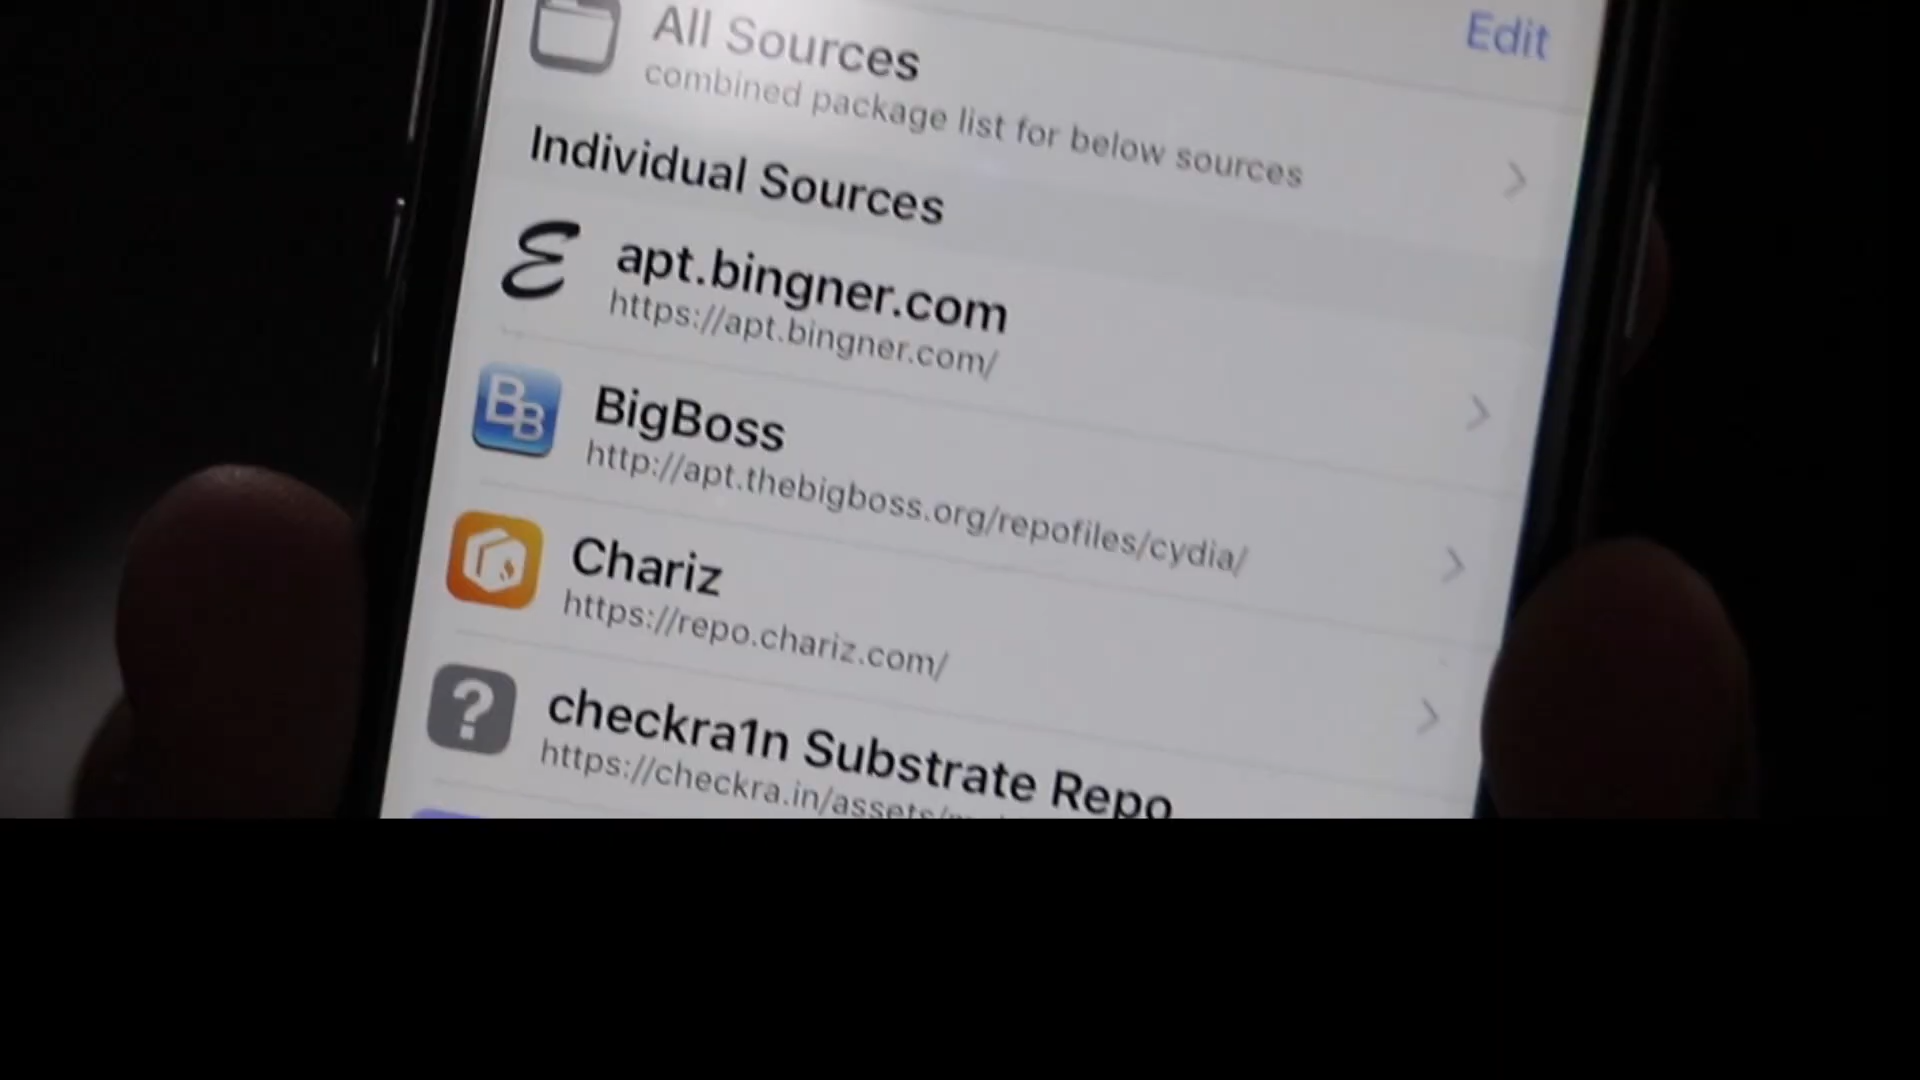 Edit
All Sources
combined package list for below sources
Individual Sources
apt.bingner.com
https://apt.bingner.com/
BB
BigBoss
http://apt.thebigboss.org/repofiles/cydia/
Chariz
https://repo.chariz.com/
?
checkra1n Substrate Repo
https://checkra.in/assets/